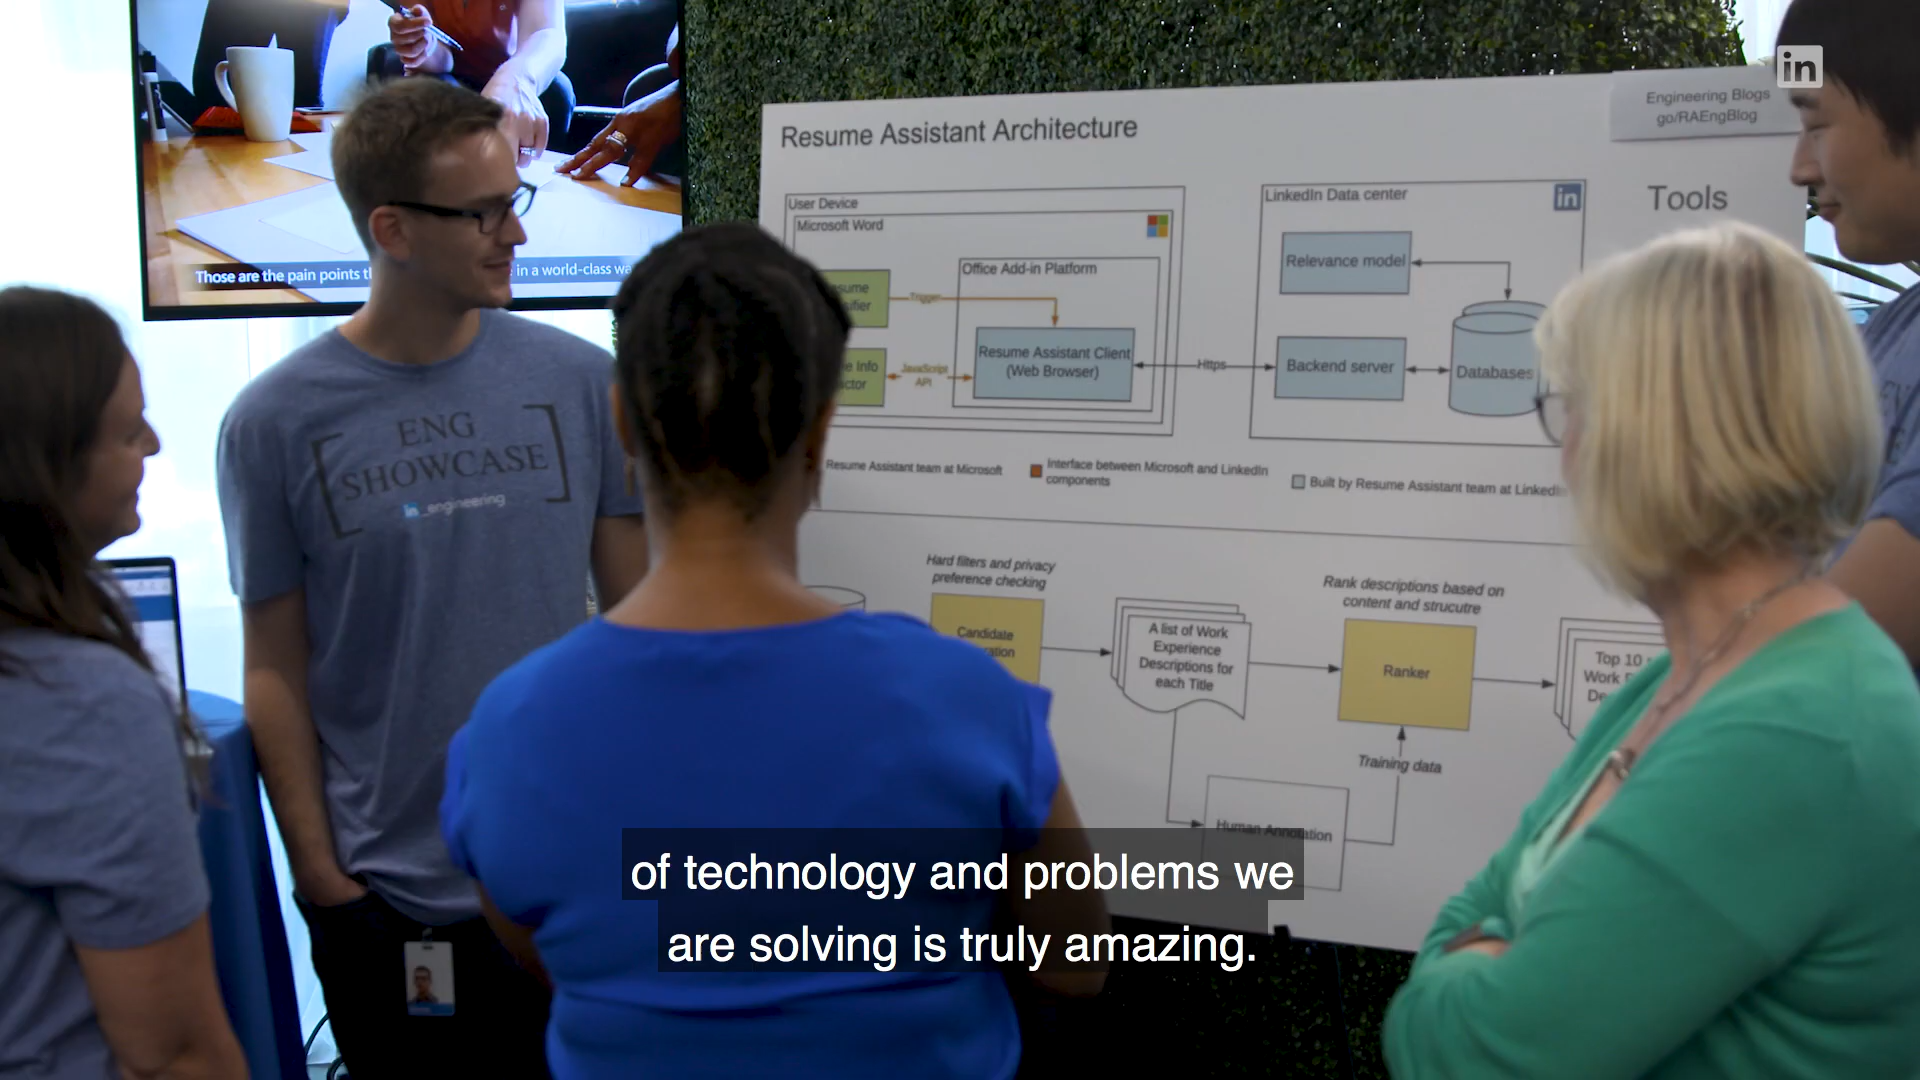 in
Engineering Blogs
go/RAEngBlog
Resume Assistant Architecture
Tools
User Device
Microsoft Word
LinkedIn Data center
in
Relevance model
Office Add-in Platform
Trigger
Resume Assistant Client
(Web Browser)
Info
JavaScript
API
Https
Backend server
Databases
Those are the pain points
in a world-class
ENG
SHOWCASE
in_engineering
Resume Assistant team at Microsoft
Interface between Microsoft and LinkedIn
components
Built by Resume Assistant team at
Hard filters and privacy
preference checking
Candidate
A list of Work
Experience
Descriptions for
each Title
Rank descriptions based on
content and strucutre
Ranker
Top 10
Work
Training data
Human Annotation
of technology and problems we
are solving is truly amazing.